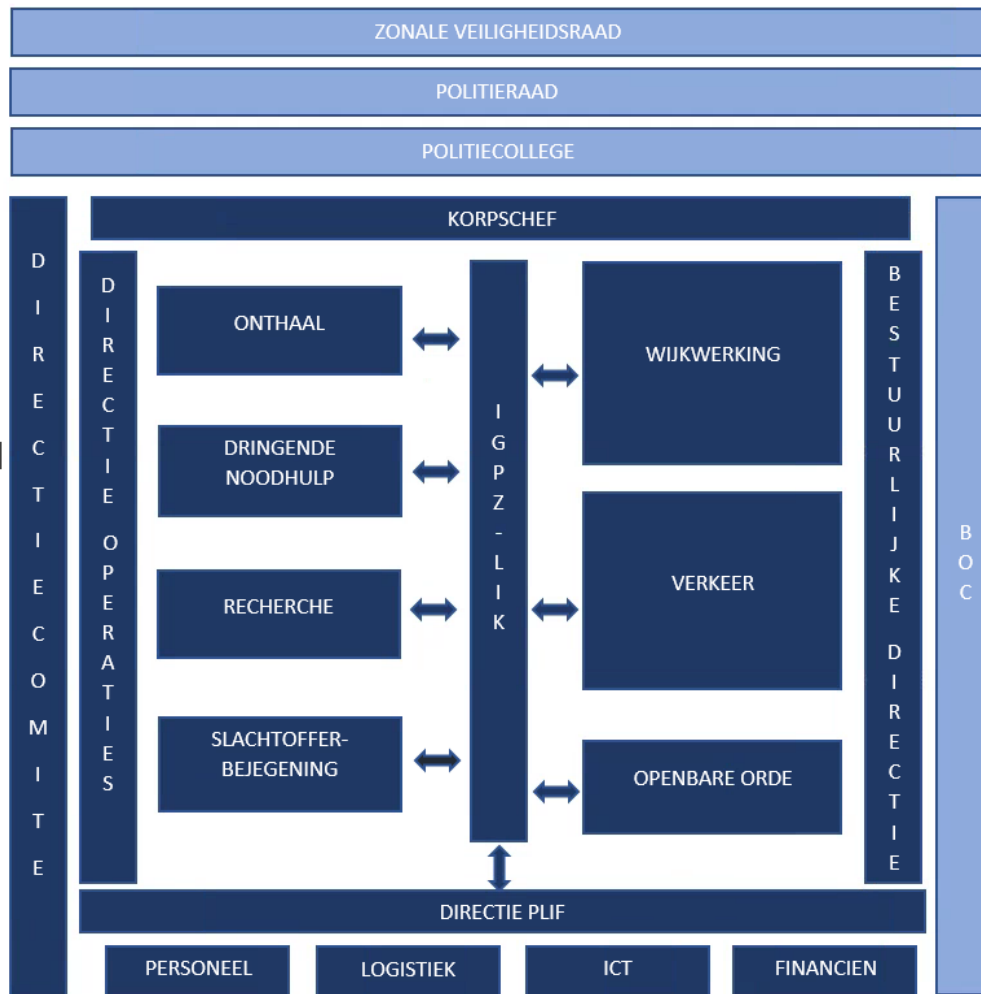 ZONALE VEILIGHEIDSRAAD
POLITIERAAD
POLITIECOLLEGE
KORPSCHEF
DIRECTIECOMITE
DIRECTIE OPERATIES
ONTHAAL
DRINGENDE
NOODHULP
RECHERCHE
SLACHTOFFER-
BEJEGENING
IGPZ-LIK
WIJKWERKING
VERKEER
OPENBARE ORDE
BESTUURLIJKE DIRECTIE
BOC
DIRECTIE PLIF
PERSONEEL
LOGISTIEK
ICT
FINANCIEN